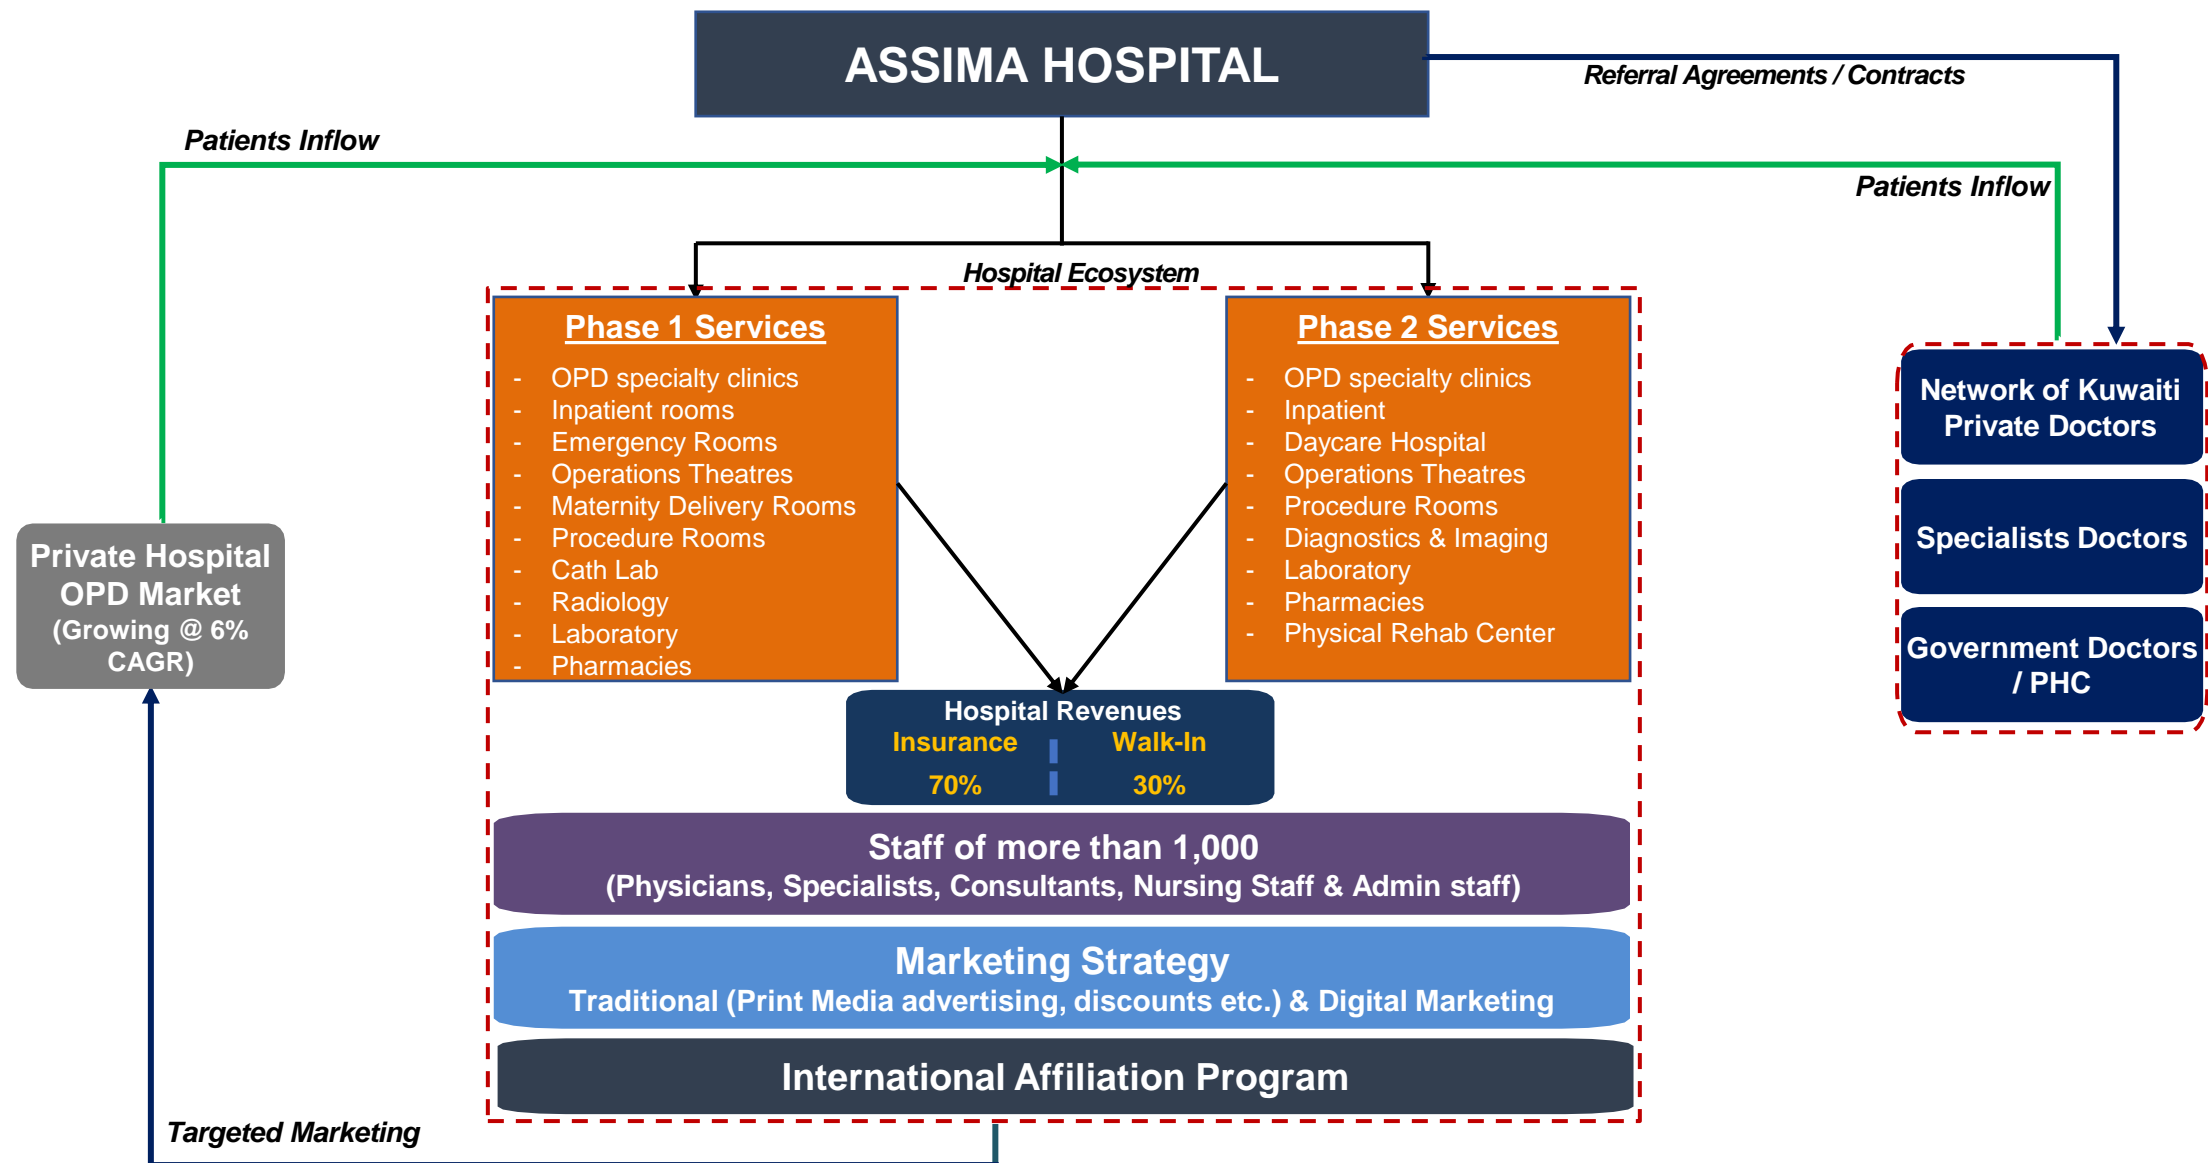 ASSIMA HOSPITAL
Referral Agreements / Contracts
Patients Inflow
Patients Inflow
Hospital Ecosystem
Phase 1 Services
- OPD specialty clinics
- Inpatient rooms
- Emergency Rooms
- Operations Theatres
- Maternity Delivery Rooms
- Procedure Rooms
- Cath Lab
- Radiology
- Laboratory
- Pharmacies
Phase 2 Services
- OPD specialty clinics
- Inpatient
- Daycare Hospital
- Operations Theatres
- Procedure Rooms
- Diagnostics & Imaging
- Laboratory
- Pharmacies
- Physical Rehab Center
Network of Kuwaiti
Private Doctors
Specialists Doctors
Government Doctors
/ PHC
Private Hospital
OPD Market
(Growing @ 6%
CAGR)
Hospital Revenues
Insurance Walk-In
70% 30%
Staff of more than 1,000
(Physicians, Specialists, Consultants, Nursing Staff & Admin staff)
Marketing Strategy
Traditional (Print Media advertising, discounts etc.) & Digital Marketing
International Affiliation Program
Targeted Marketing